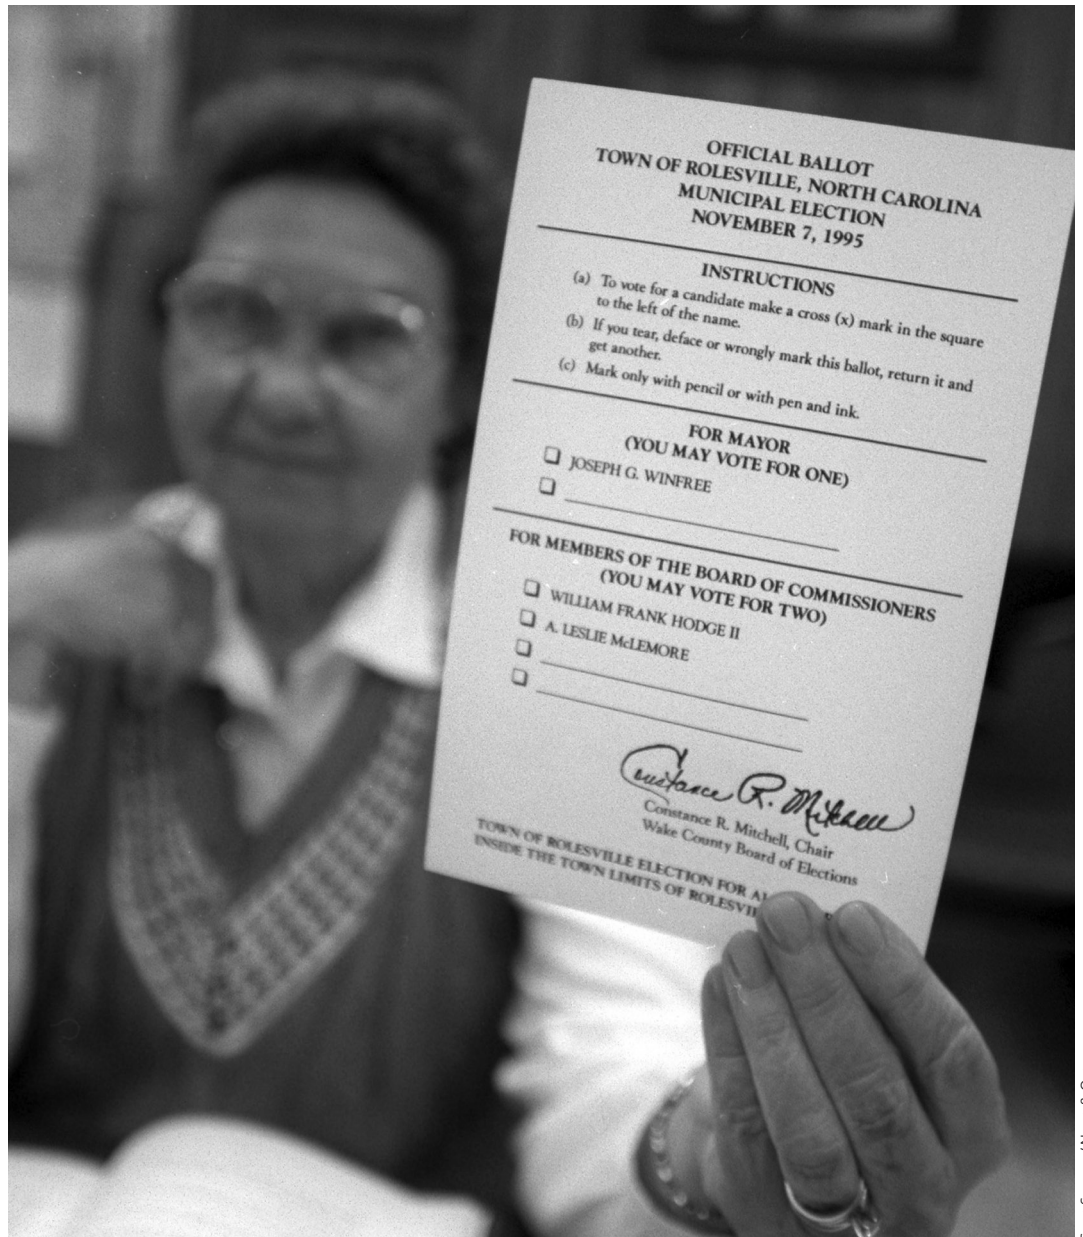 OFFICIAL BALLOT
TOWN OF ROLESVILLE, NORTH CAROLINA
MUNICIPAL ELECTION
NOVEMBER 7, 1995
INSTRUCTIONS
(a) To vote for a candidate make a cross (x) mark in the square
to the left of the name.
(b) If you tear, deface or wrongly mark this ballot, return it and
get another.
(c) Mark only with pencil or with pen and ink.
FOR MAYOR
(YOU MAY VOTE FOR ONE)
JOSEPH G. WINFREE
FOR MEMBERS OF THE BOARD OF COMMISSIONERS
(YOU MAY VOTE FOR TWO)
WILLIAM FRANK HODGE II
A. LESLIE McLEMORE
Constance R. Mitchell
Constance R. Mitchell, Chair
Wake County Board of Elections
TOWN OF ROLESVILLE ELECTION FOR
INSIDE THE TOWN LIMITS OF